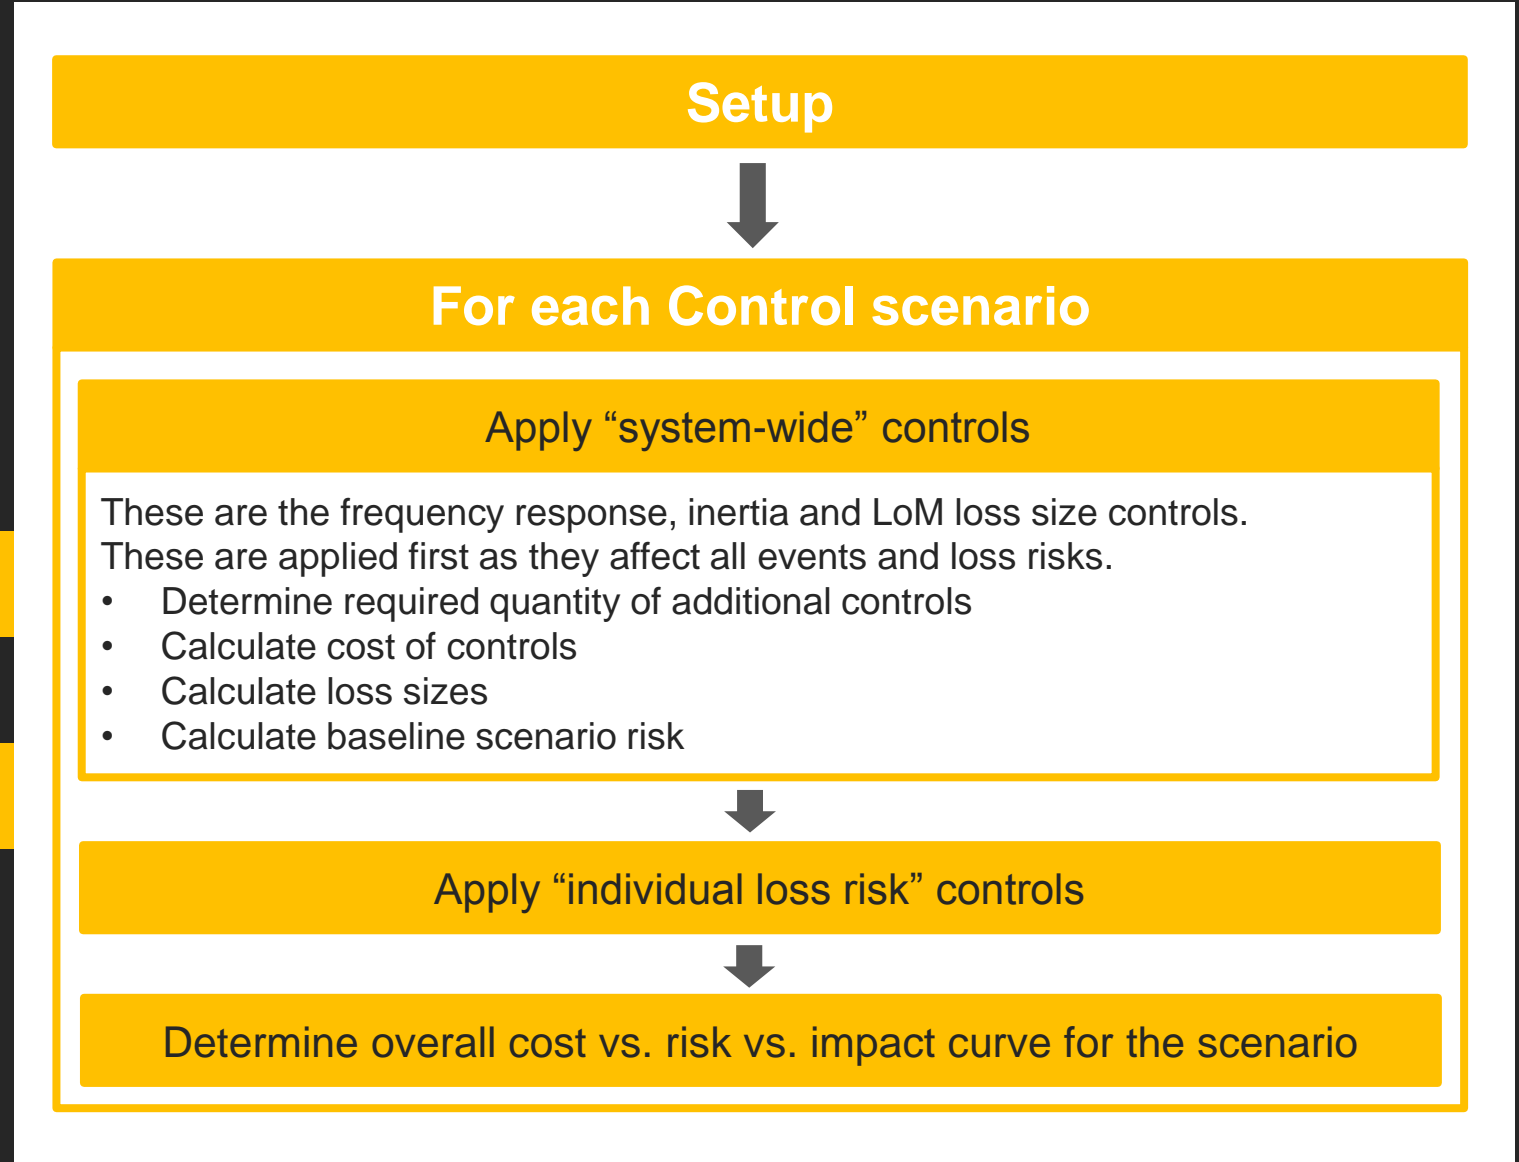 Setup
For each Control scenario
Apply “system-wide” controls
These are the frequency response, inertia and LoM loss size controls.
These are applied first as they affect all events and loss risks.
• Determine required quantity of additional controls
• Calculate cost of controls
• Calculate loss sizes
• Calculate baseline scenario risk
Apply “individual loss risk” controls
Determine overall cost vs. risk vs. impact curve for the scenario